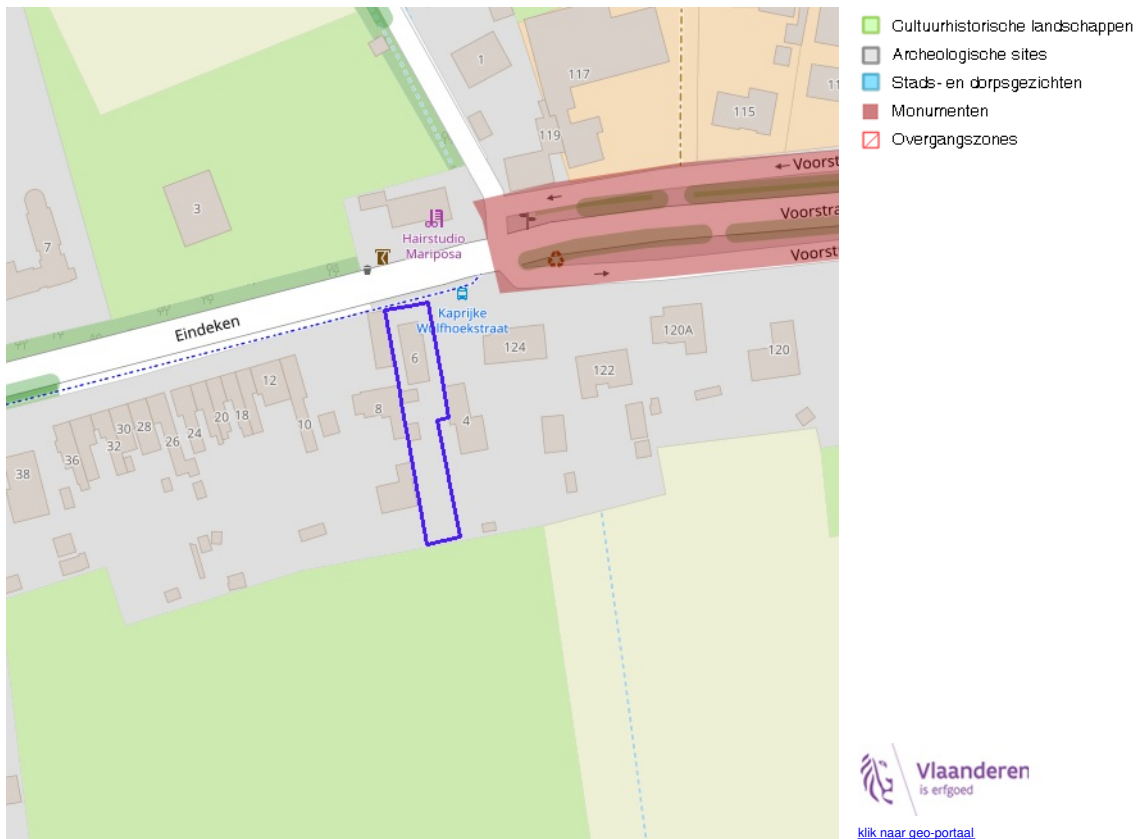 Cultuurhistorische landschappen
Archeologische sites
Stads- en dorpsgezichten
Monumenten
Overgangszones
1
117
115
11
119
Voorst
Voorstra
Voorst
3
7
Hairstudio
Mariposa
Eindeken
Kaprijke
Wolfhoekstraat
6
124
120A
120
122
12
8
4
10
18
20
24
26
28
30
32
36
38
Vlaanderen
is erfgoed
klik naar geo-portaal